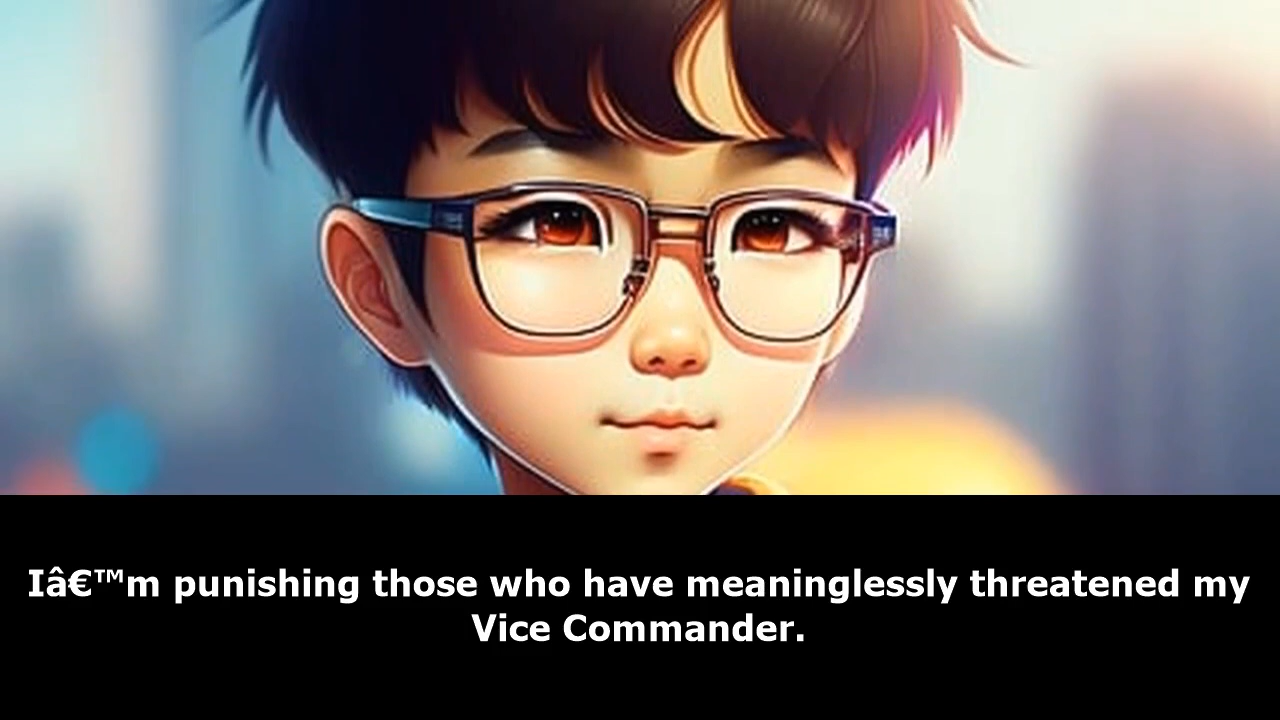 Iâ€™m punishing those who have meaninglessly threatened my
Vice Commander.